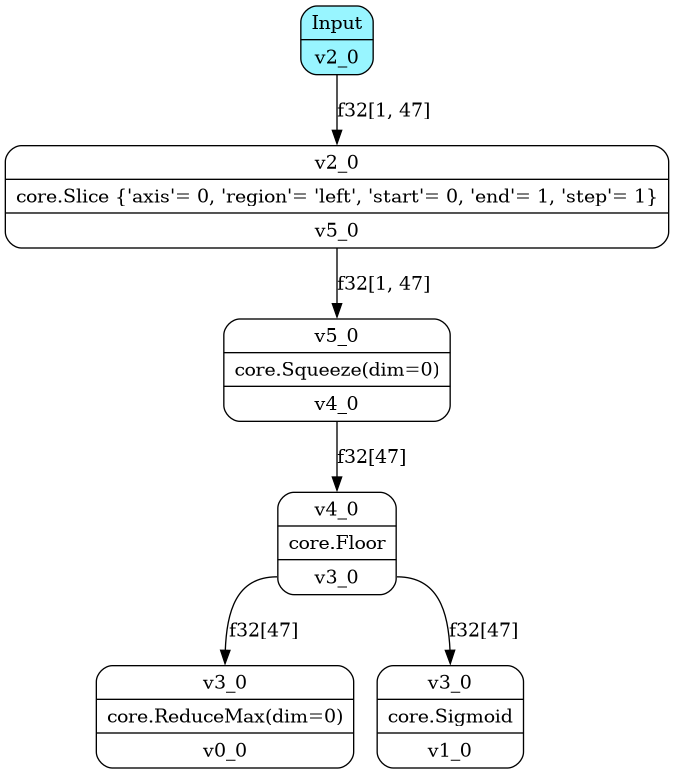 Input
v2_0
f32[1, 47]
v2_0
core.Slice {'axis'= 0, 'region'= 'left', 'start'= 0, 'end'= 1, 'step'= 1}
v5_0
f32[1, 47]
v5_0
core.Squeeze(dim=0)
v4_0
f32[47]
v4_0
core.Floor
v3_0
f32[47]
f32[47]
v3_0
core.ReduceMax(dim=0)
v0_0
v3_0
core.Sigmoid
v1_0